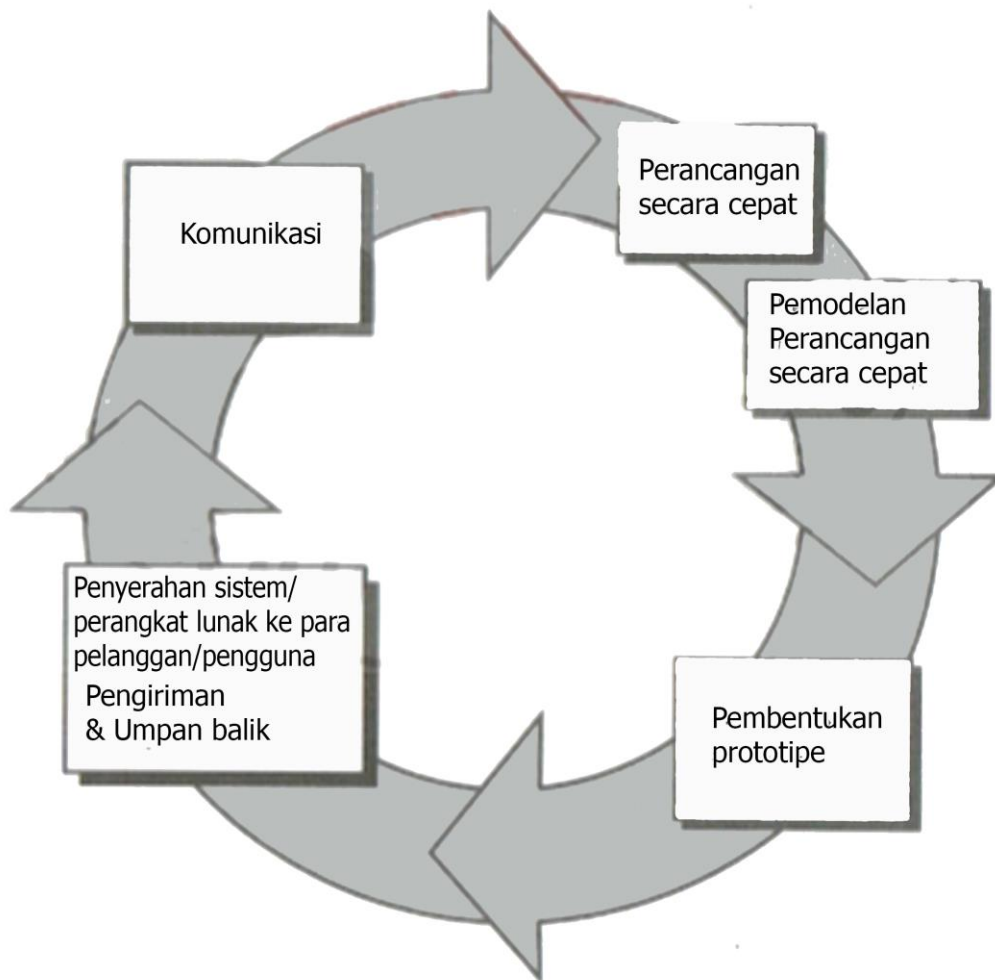 Komunikasi
Perancangan
secara cepat
Pemodelan
Perancangan
secara cepat
Pembentukan
prototipe
Penyerahan sistem/
perangkat lunak ke para
pelanggan/pengguna
Pengiriman
& Umpan balik